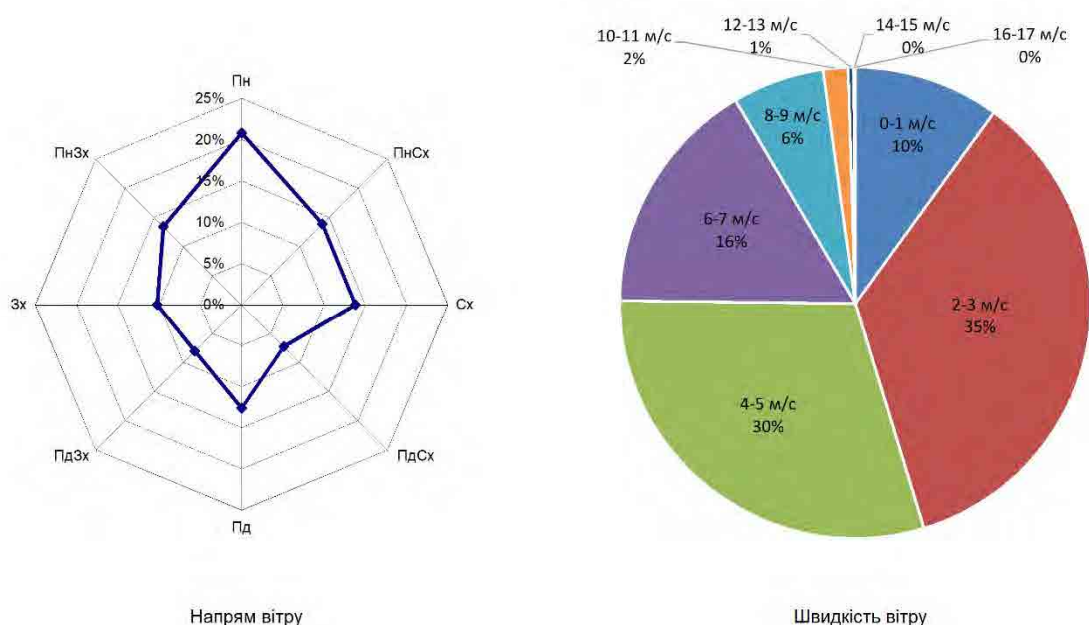 Пн
25%
20%
15%
10%
5%
0%
ПнСх
Сх
ПдСх
Пд
ПдЗх
Зх
ПнЗх
Напрям вітру
10-11 м/с
2%
12-13 м/с
1%
14-15 м/с
0%
16-17 м/с
0%
8-9 м/с
6%
0-1 м/с
10%
6-7 м/с
16%
2-3 м/с
35%
4-5 м/с
30%
Швидкість вітру